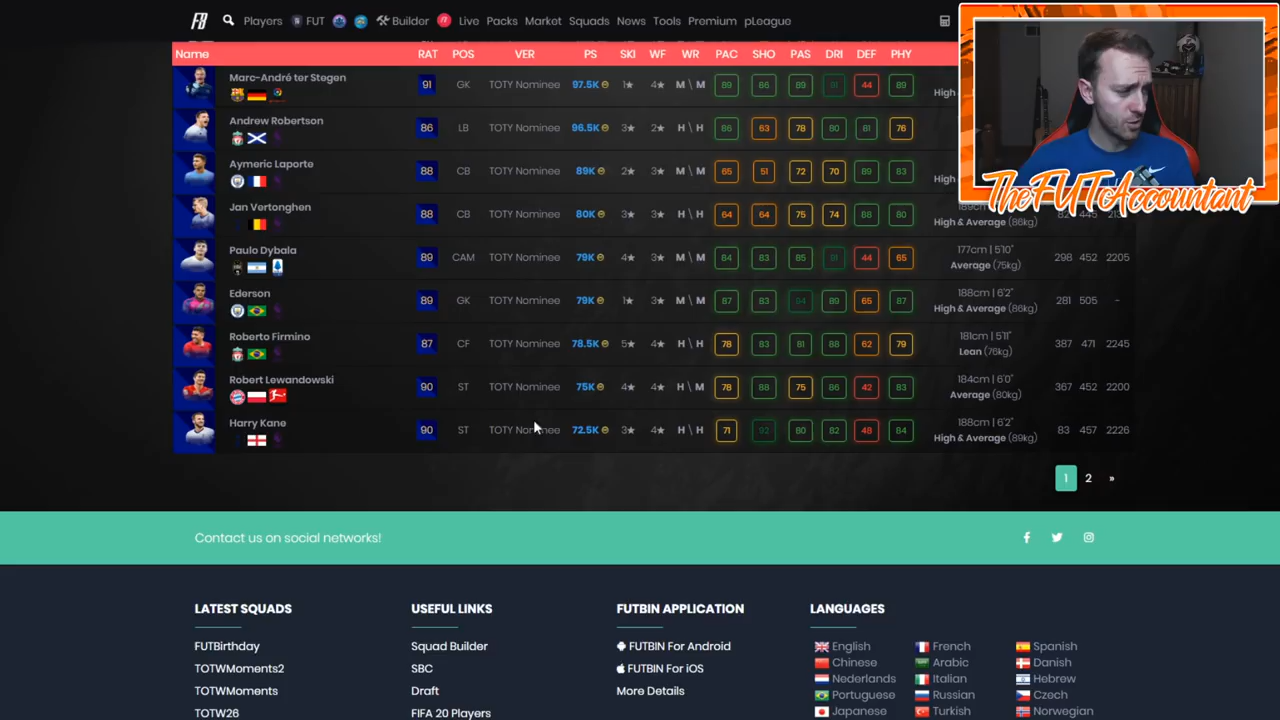 FB Players FUT Builder Live Packs Market Squads News Tools Premium pLeague
Name RAT POS VER PS SKI WF WR PAC SHO PAS DRI DEF PHY
Marc-André ter Stegen 91 GK TOTY Nominee 97.5K 1★ 4★ M \ M 89 86 89 91 44 89 High
Andrew Robertson 86 LB TOTY Nominee 96.5K 3★ 2★ H \ H 86 63 78 80 81 76
Aymeric Laporte 88 CB TOTY Nominee 89K 2★ 3★ M \ M 65 51 72 70 89 83 High
TheFUTAccountant
Jan Vertonghen 88 CB TOTY Nominee 80K 3★ 3★ H \ H 64 64 75 74 88 80 High & Average (86kg) 82 445
Paulo Dybala 89 CAM TOTY Nominee 79K 4★ 3★ M \ M 84 83 85 91 44 65 177cm | 5'10" Average (75kg) 298 452 2205
Ederson 89 GK TOTY Nominee 79K 1★ 3★ M \ M 87 83 94 89 65 87 188cm | 6'2" High & Average (86kg) 281 505 -
Roberto Firmino 87 CF TOTY Nominee 78.5K 5★ 4★ H \ H 78 83 81 88 62 79 181cm | 5'11" Lean (76kg) 387 471 2245
Robert Lewandowski 90 ST TOTY Nominee 75K 4★ 4★ H \ M 78 88 75 86 42 83 184cm | 6'0" Average (80kg) 367 452 2200
Harry Kane 90 ST TOTY Nominee 72.5K 3★ 4★ H \ H 71 92 80 82 48 84 188cm | 6'2" High & Average (89kg) 83 457 2226
1 2 »
Contact us on social networks!
LATEST SQUADS USEFUL LINKS FUTBIN APPLICATION LANGUAGES
FUTBirthday Squad Builder FUTBIN For Android English French Spanish
TOTWMoments2 SBC FUTBIN For iOS Chinese Arabic Danish
Nederlands Italian Hebrew
TOTWMoments Draft More Details Portuguese Russian Czech
TOTW26 FIFA 20 Players Japanese Turkish Norwegian